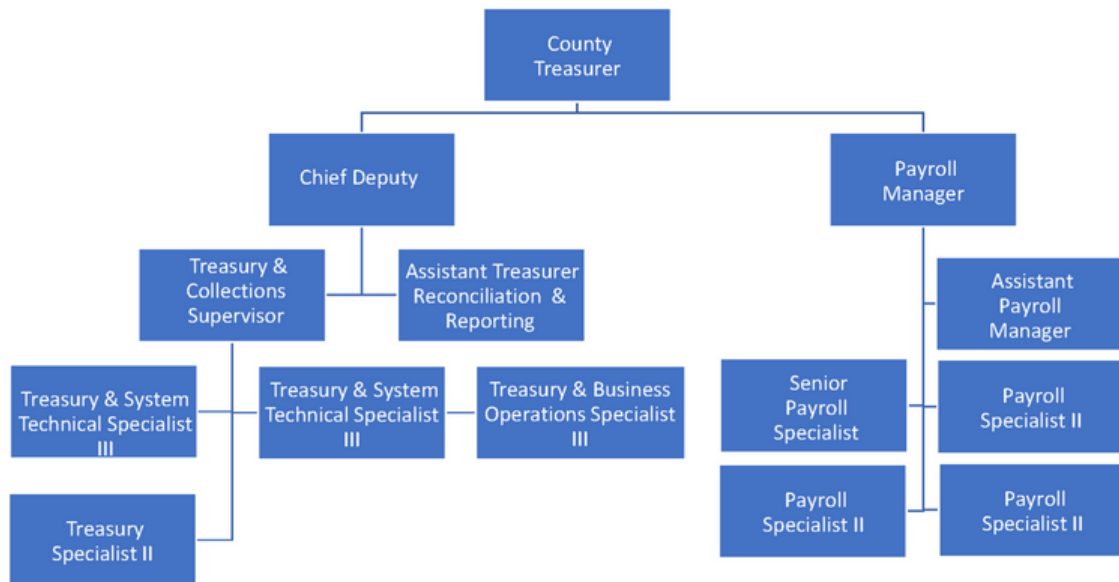 County
Treasurer
Chief Deputy
Payroll
Manager
Treasury &
Collections
Supervisor
Assistant Treasurer
Reconciliation &
Reporting
Assistant
Payroll
Manager
Treasury & System
Technical Specialist
III
Treasury & System
Technical Specialist
III
Treasury & Business
Operations Specialist
III
Senior
Payroll
Specialist
Payroll
Specialist II
Treasury
Specialist II
Payroll
Specialist II
Payroll
Specialist II